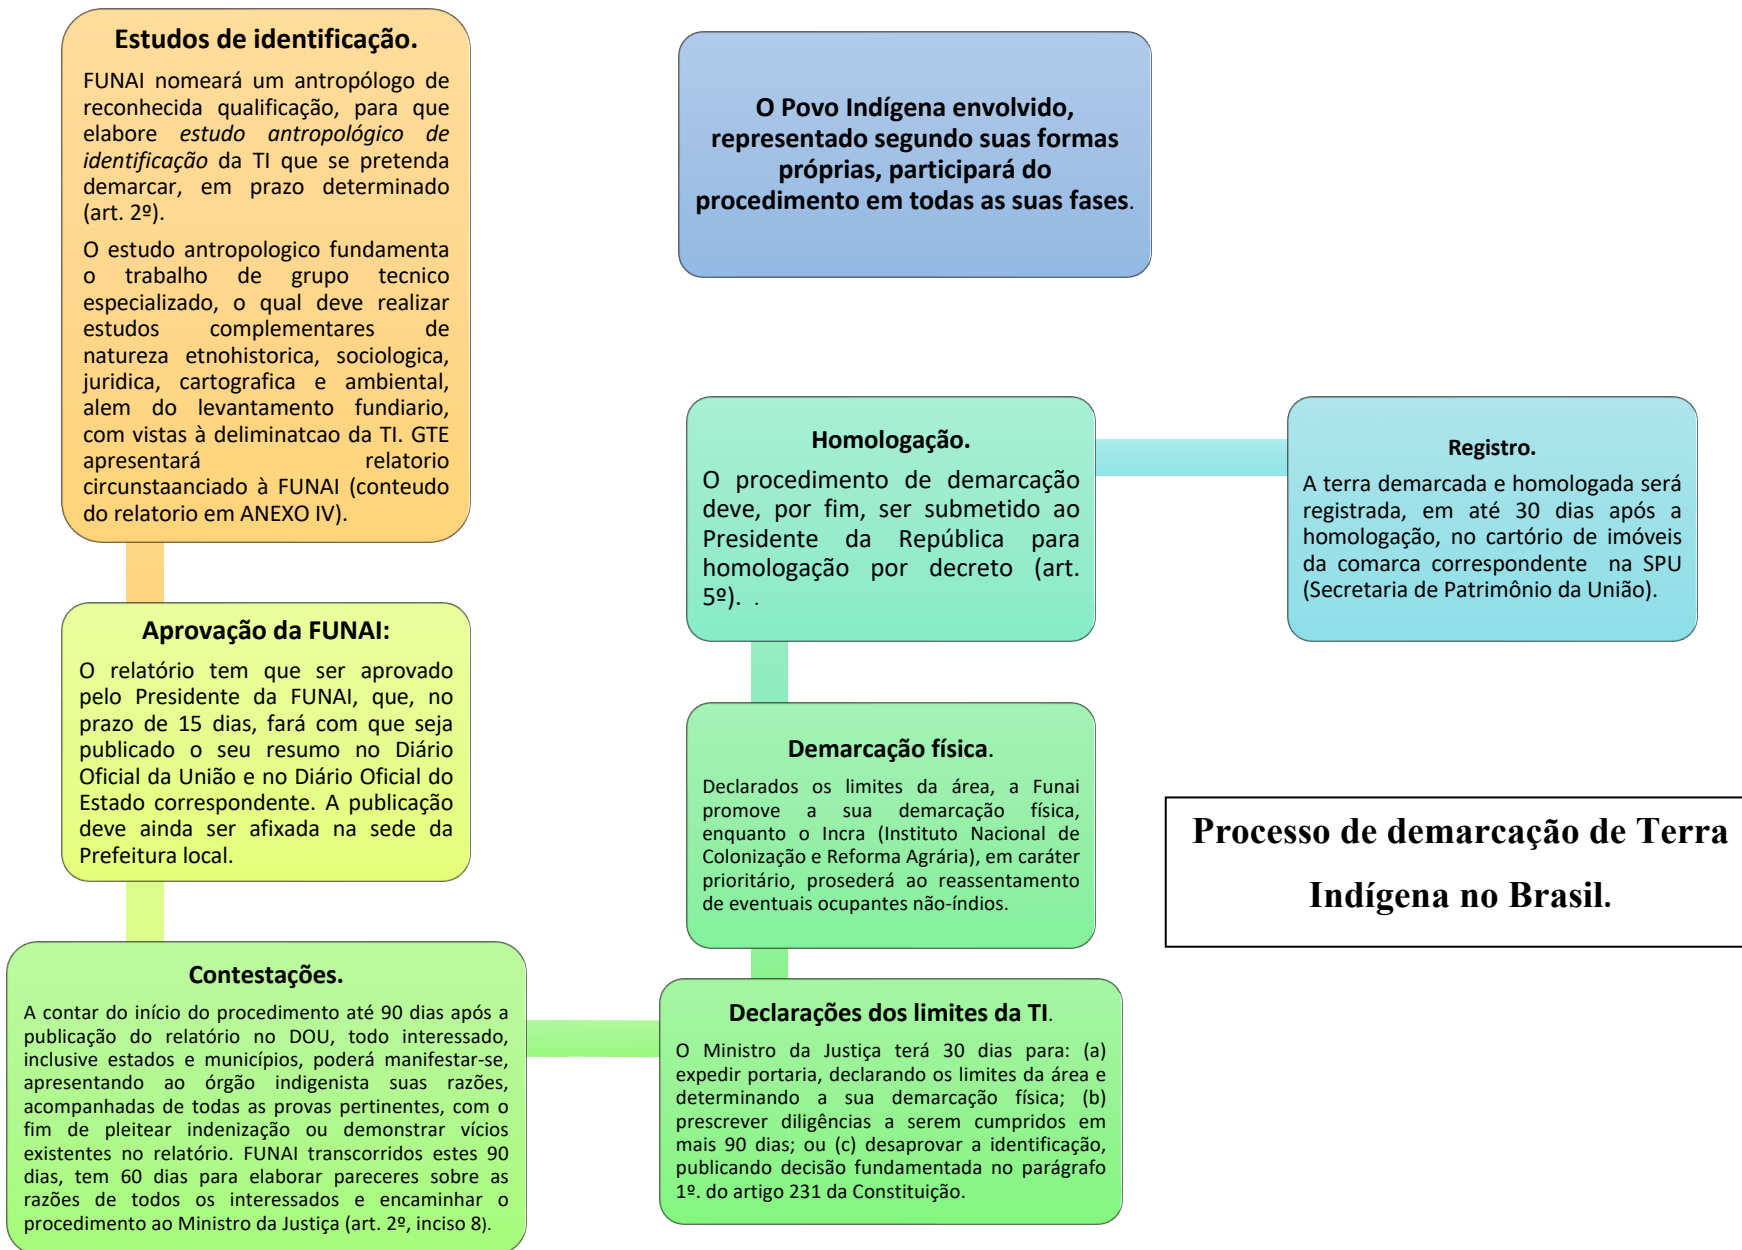 Estudos de identificação.
FUNAI nomeará um antropólogo de
reconhecida qualificação, para que
elabore estudo antropológico de
identificação da TI que se pretenda
demarcar, em prazo determinado
(art. 2º).
O estudo antropologico fundamenta
o trabalho de grupo tecnico
especializado, o qual deve realizar
estudos complementares de
natureza etnohistorica, sociologica,
juridica, cartografica e ambiental,
alem do levantamento fundiario,
com vistas à deliminatcao da TI. GTE
apresentará relatorio
circunstaanciado à FUNAI (conteudo
do relatorio em ANEXO IV).
Aprovação da FUNAI:
O relatório tem que ser aprovado
pelo Presidente da FUNAI, que, no
prazo de 15 dias, fará com que seja
publicado o seu resumo no Diário
Oficial da União e no Diário Oficial do
Estado correspondente. A publicação
deve ainda ser afixada na sede da
Prefeitura local.
Contestações.
A contar do início do procedimento até 90 dias após a
publicação do relatório no DOU, todo interessado,
inclusive estados e municípios, poderá manifestar-se,
apresentando ao órgão indigenista suas razões,
acompanhadas de todas as provas pertinentes, com o
fim de pleitear indenização ou demonstrar vícios
existentes no relatório. FUNAI transcorridos estes 90
dias, tem 60 dias para elaborar pareceres sobre as
razões de todos os interessados e encaminhar o
procedimento ao Ministro da Justiça (art. 2º, inciso 8).
Declarações dos limites da TI.
O Ministro da Justiça terá 30 dias para: (a)
expedir portaria, declarando os limites da área e
determinando a sua demarcação física; (b)
prescrever diligências a serem cumpridos em
mais 90 dias; ou (c) desaprovar a identificação,
publicando decisão fundamentada no parágrafo
1º. do artigo 231 da Constituição.
Demarcação física.
Declarados os limites da área, a Funai
promove a sua demarcação física,
enquanto o Incra (Instituto Nacional de
Colonização e Reforma Agrária), em caráter
prioritário, prosederá ao reassentamento
de eventuais ocupantes não-índios.
Homologação.
O procedimento de demarcação
deve, por fim, ser submetido ao
Presidente da República para
homologação por decreto (art.
5º). .
Registro.
A terra demarcada e homologada será
registrada, em até 30 dias após a
homologação, no cartório de imóveis
da comarca correspondente na SPU
(Secretaria de Patrimônio da União).
O Povo Indígena envolvido,
representado segundo suas formas
próprias, participará do
procedimento em todas as suas fases.
Processo de demarcação de Terra
Indígena no Brasil.